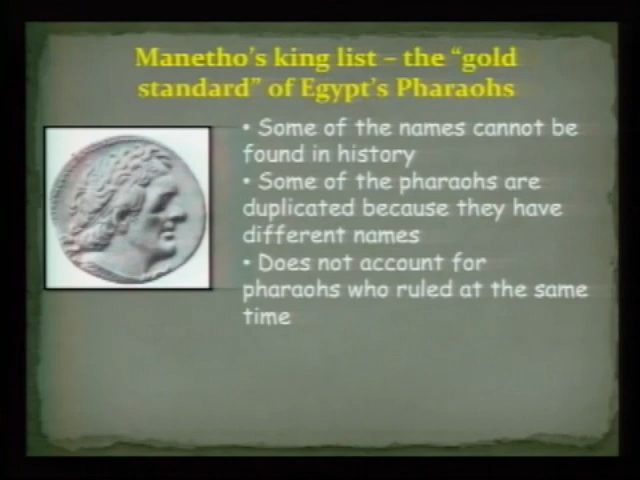 Manetho's king list – the "gold
standard" of Egypt's Pharaohs
• Some of the names cannot be
found in history
• Some of the pharaohs are
duplicated because they have
different names
• Does not account for
pharaohs who ruled at the same
time